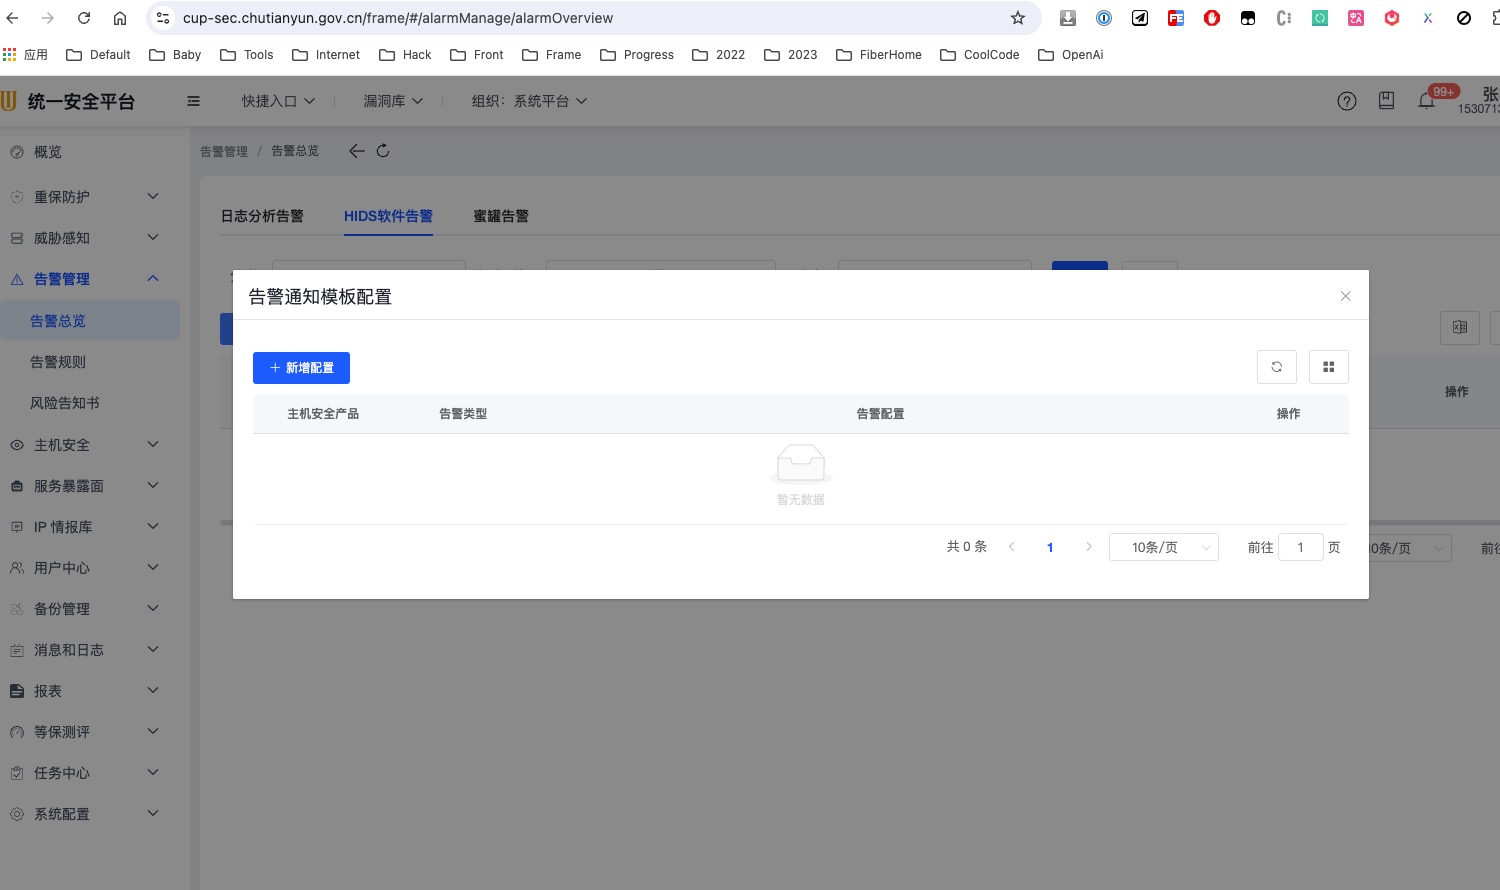 cup-sec.chutianyun.gov.cn/frame/#/alarmManage/alarmOverview
应用 Default Baby Tools Internet Hack Front Frame Progress 2022 2023 FiberHome CoolCode OpenAi
统一安全平台 快捷入口 漏洞库 组织：系统平台 99+ 张
153071
概览
告警管理 / 告警总览
重保防护
日志分析告警 HIDS软件告警 蜜罐告警
威胁感知
告警管理
告警通知模板配置
告警总览
告警规则
新增配置
操作
风险告知书
主机安全产品 告警类型 告警配置 操作
主机安全
服务暴露面
暂无数据
IP 情报库
共 0 条 1 10条/页 前往 1 页
0条/页
用户中心
备份管理
消息和日志
报表
等保测评
任务中心
系统配置